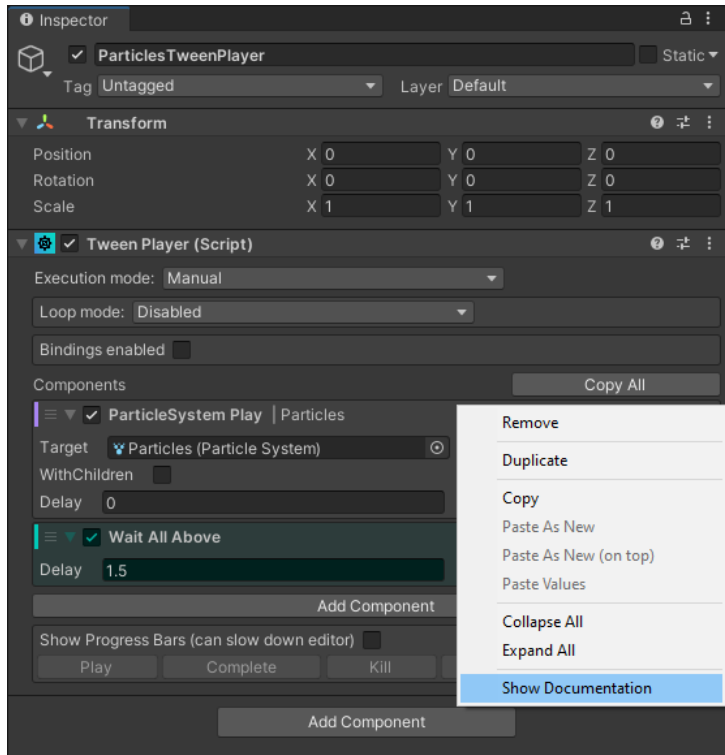 Inspector
ParticlesTweenPlayer Static
Tag Untagged Layer Default
Transform
Position X 0 Y 0 Z 0
Rotation X 0 Y 0 Z 0
Scale X 1 Y 1 Z 1
Tween Player (Script)
Execution mode: Manual
Loop mode: Disabled
Bindings enabled
Components Copy All
ParticleSystem Play | Particles
Target Particles (Particle System)
WithChildren
Delay 0
Wait All Above
Delay 1.5
Add Component
Show Progress Bars (can slow down editor)
Play Complete Kill
Add Component
Remove
Duplicate
Copy
Paste As New
Paste As New (on top)
Paste Values
Collapse All
Expand All
Show Documentation